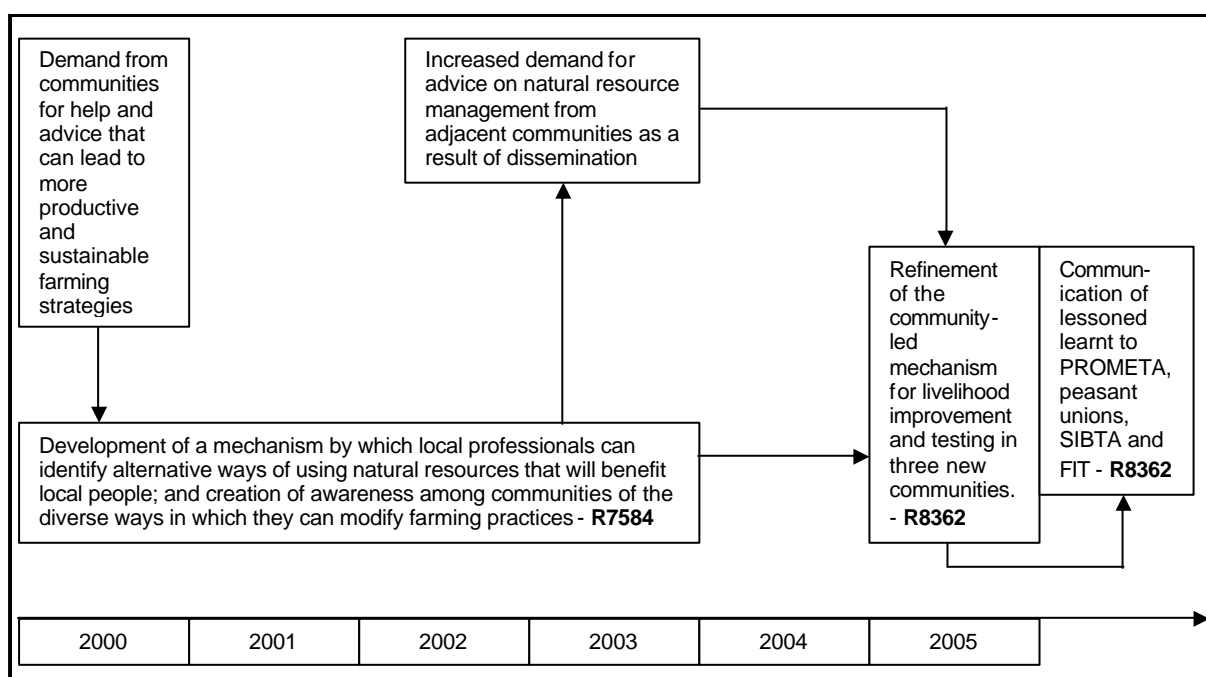 Demand from
communities
for help and
advice that
can lead to
more
productive
and
sustainable
farming
strategies
Increased demand for
advice on natural resource
management from
adjacent communities as a
result of dissemination
Development of a mechanism by which local professionals can
identify alternative ways of using natural resources that will benefit
local people; and creation of awareness among communities of the
diverse ways in which they can modify farming practices - R7584
Refinement
of the
community-
led
mechanism
for livelihood
improvement
and testing in
three new
communities.
- R8362
Commun-
ication of
lessoned
learnt to
PROMETA,
peasant
unions,
SIBTA and
FIT - R8362
2000 2001 2002 2003 2004 2005